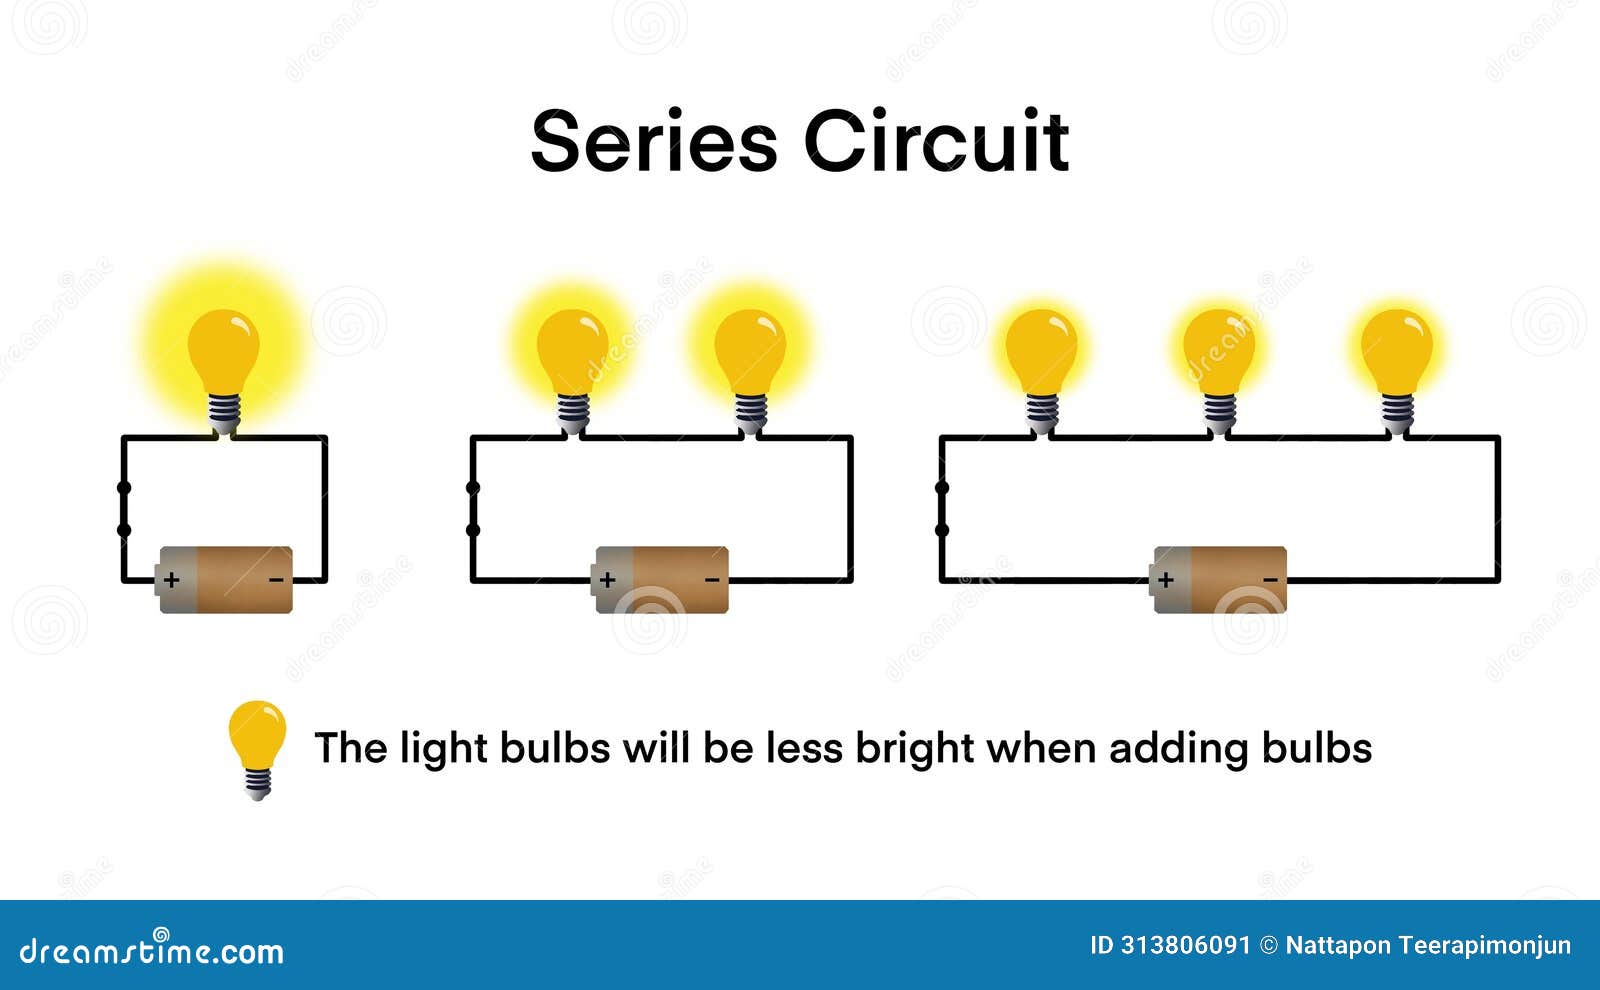 Series Circuit
+ −
+ −
+ −
The light bulbs will be less bright when adding bulbs
dreamstime.com
ID 313806091 © Nattapon Teerapimonjun